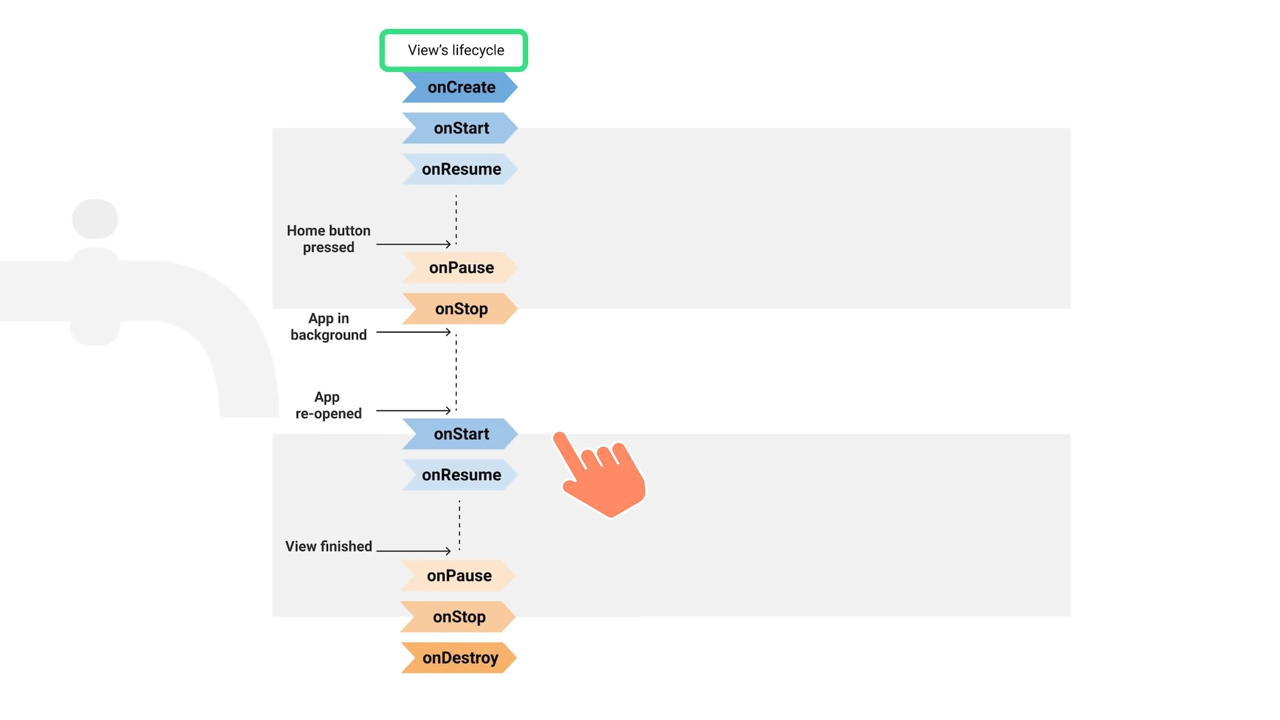 View's lifecycle
onCreate
onStart
onResume
Home button
pressed
onPause
onStop
App in
background
App
re-opened
onStart
onResume
View finished
onPause
onStop
onDestroy